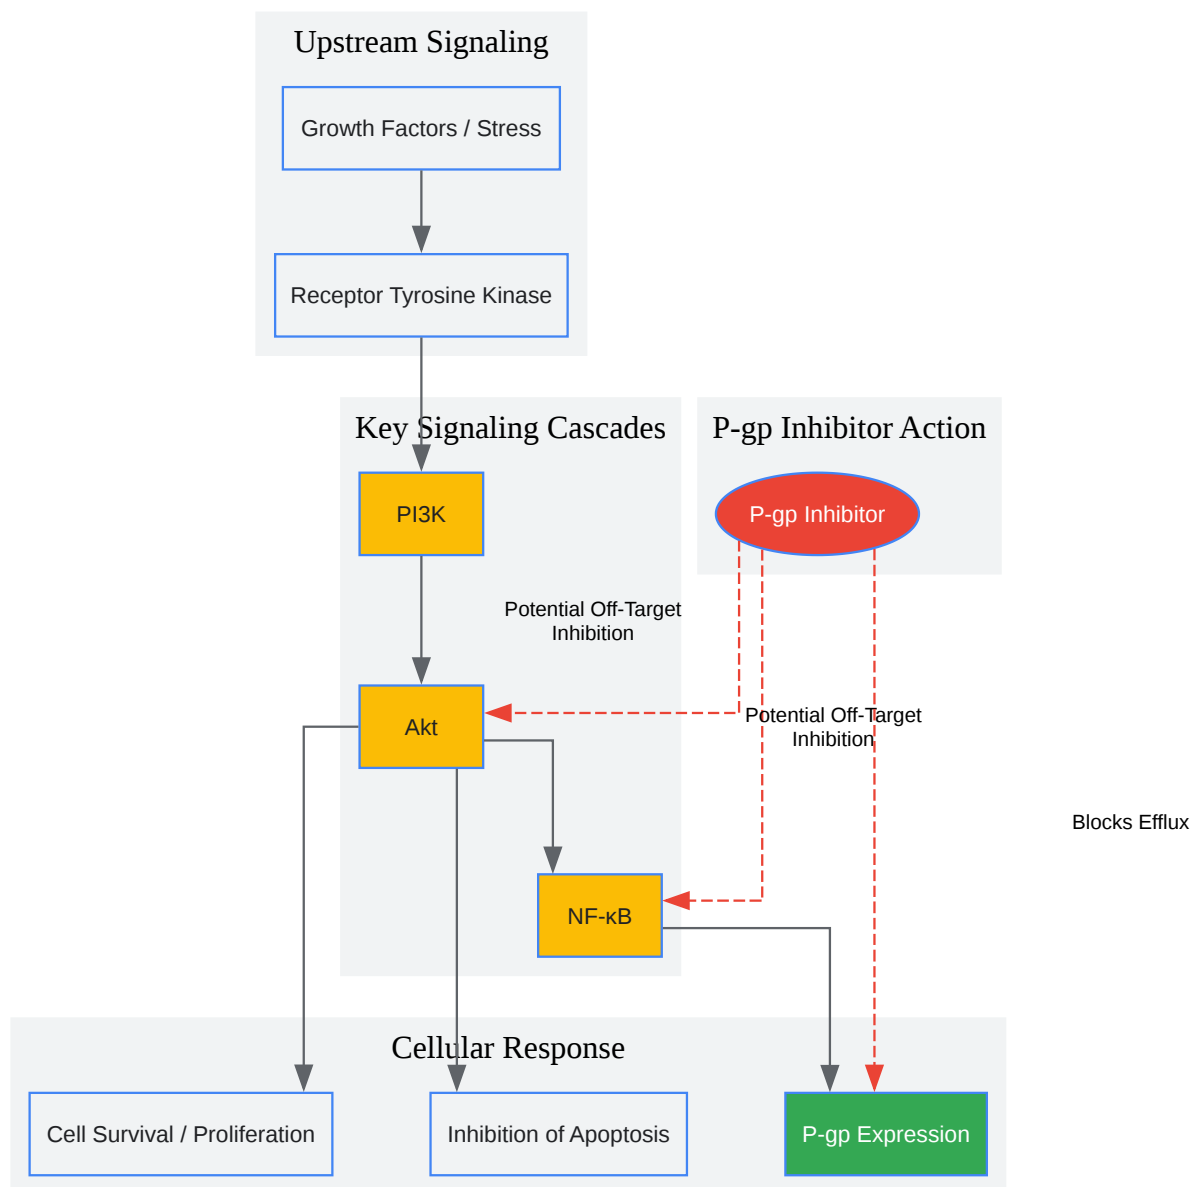 Upstream Signaling
Growth Factors / Stress
Receptor Tyrosine Kinase
Key Signaling Cascades
P-gp Inhibitor Action
PI3K
P-gp Inhibitor
Potential Off-Target
Inhibition
Akt
Potential Off-Target
Inhibition
Blocks Efflux
NF-κB
Cellular Response
Cell Survival / Proliferation
Inhibition of Apoptosis
P-gp Expression